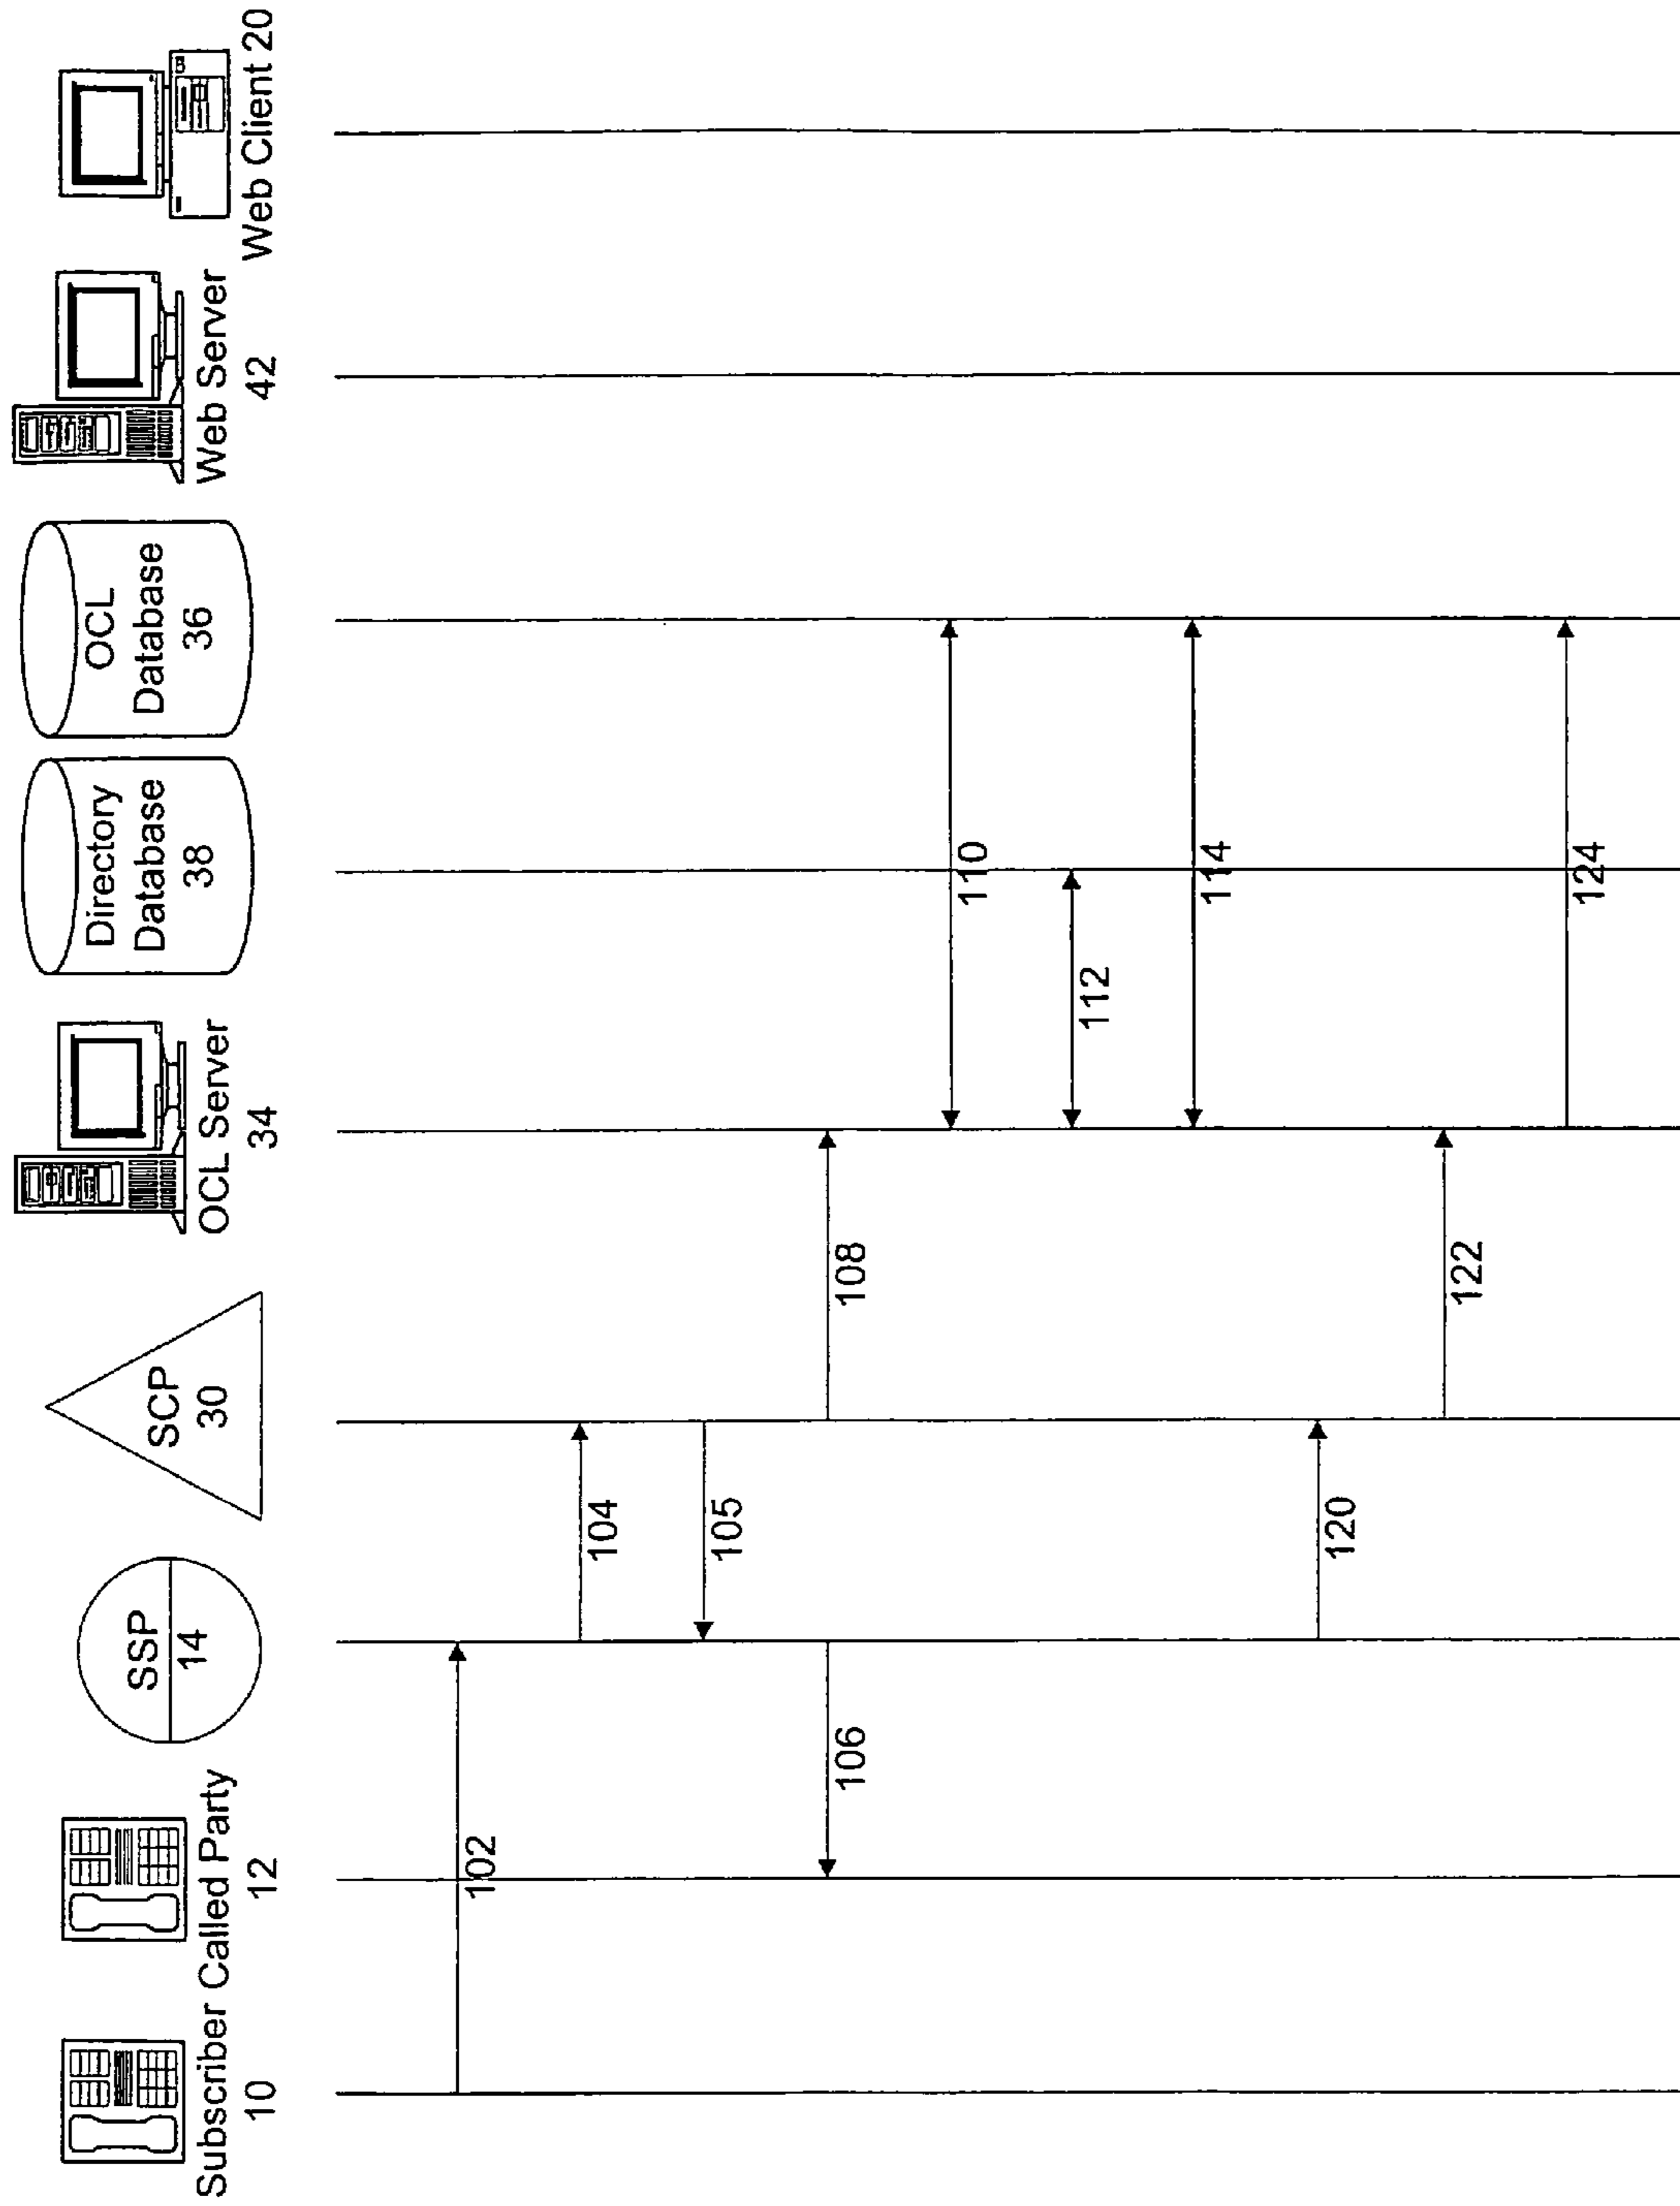 Subscriber
10
Called Party
12
SSP
14
SCP
30
OCL Server
34
Directory
Database
38
OCL
Database
36
Web Server
42
Web Client 20
102
104
105
106
108
110
112
114
120
122
124